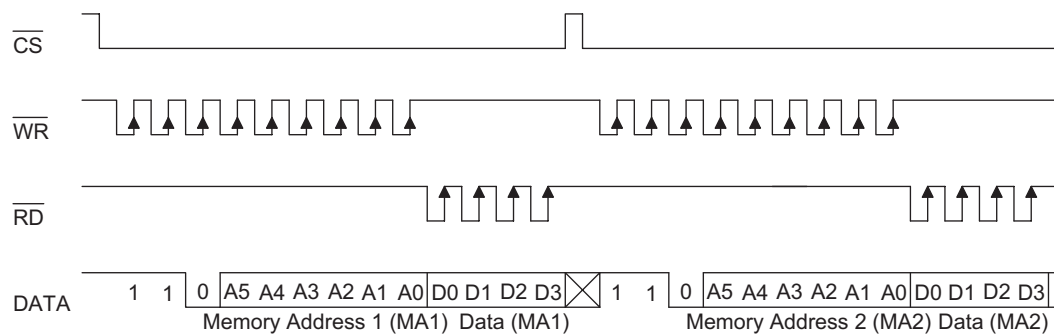 CS
WR
RD
DATA 1 1 0 A5 A4 A3 A2 A1 A0 D0 D1 D2 D3 1 1 0 A5 A4 A3 A2 A1 A0 D0 D1 D2 D3
Memory Address 1 (MA1) Data (MA1) Memory Address 2 (MA2) Data (MA2)